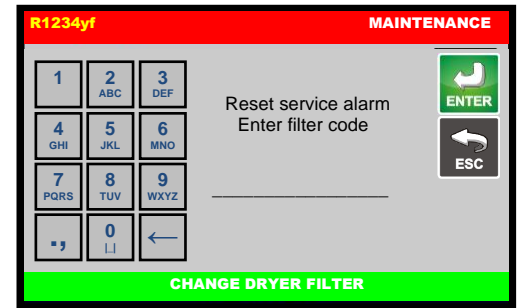 R1234yf MAINTENANCE
1 2 3
ABC DEF
Reset service alarm
Enter filter code
ENTER
4 5 6
GHI JKL MNO
ESC
7 8 9
PQRS TUV WXYZ
., 0 ←
CHANGE DRYER FILTER